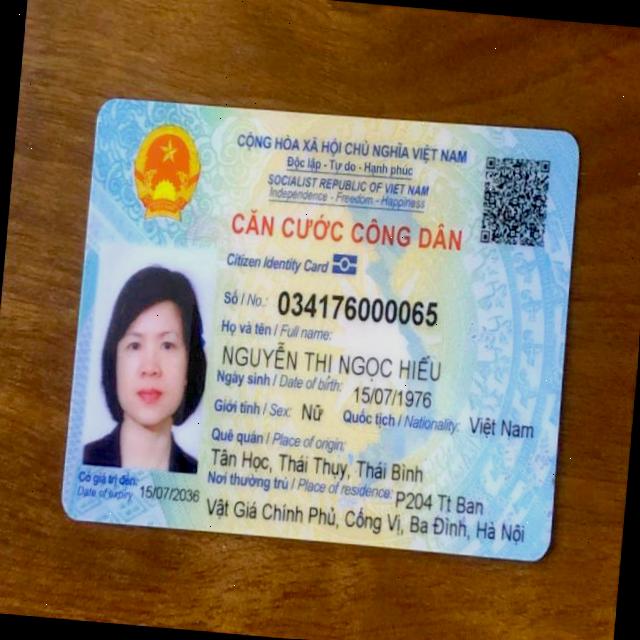 CỘNG HÒA XÃ HỘI CHỦ NGHĨA VIỆT NAM
Độc lập - Tự do - Hạnh phúc
SOCIALIST REPUBLIC OF VIET NAM
Independence - Freedom - Happiness
CĂN CƯỚC CÔNG DÂN
Citizen Identity Card
Số / No.: 034176000065
Họ và tên / Full name:
NGUYỄN THỊ NGỌC HIẾU
Ngày sinh / Date of birth: 15/07/1976
Giới tính / Sex: Nữ Quốc tịch / Nationality: Việt Nam
Quê quán / Place of origin:
Tân Học, Thái Thụy, Thái Bình
Nơi thường trú / Place of residence: P204 Tt Ban
Vật Giá Chính Phủ, Cống Vị, Ba Đình, Hà Nội
Có giá trị đến:
Date of expiry 15/07/2036